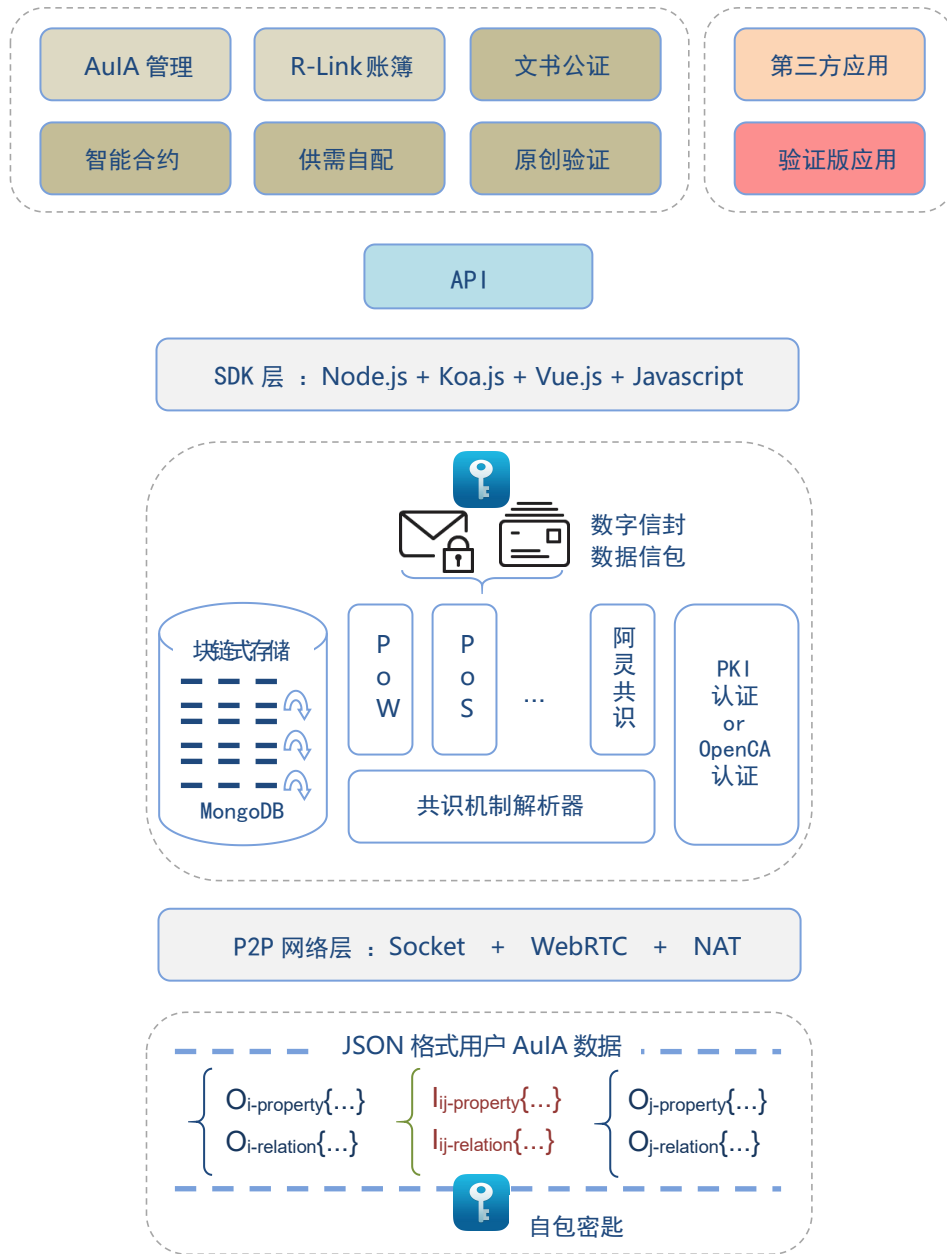 AuIA 管理
R-Link 账簿
文书公证
第三方应用
智能合约
供需自配
原创验证
验证版应用
API
SDK 层 : Node.js + Koa.js + Vue.js + Javascript
数字信封
数据信包
块链式存储
MongoDB
PoW
PoS
...
阿灵共识
共识机制解析器
PKI
认证
or
OpenCA
认证
P2P 网络层 : Socket + WebRTC + NAT
JSON 格式用户 AuIA 数据
Oi-property{...}
Oi-relation{...}
Iij-property{...}
Iij-relation{...}
Oj-property{...}
Oj-relation{...}
自包密匙